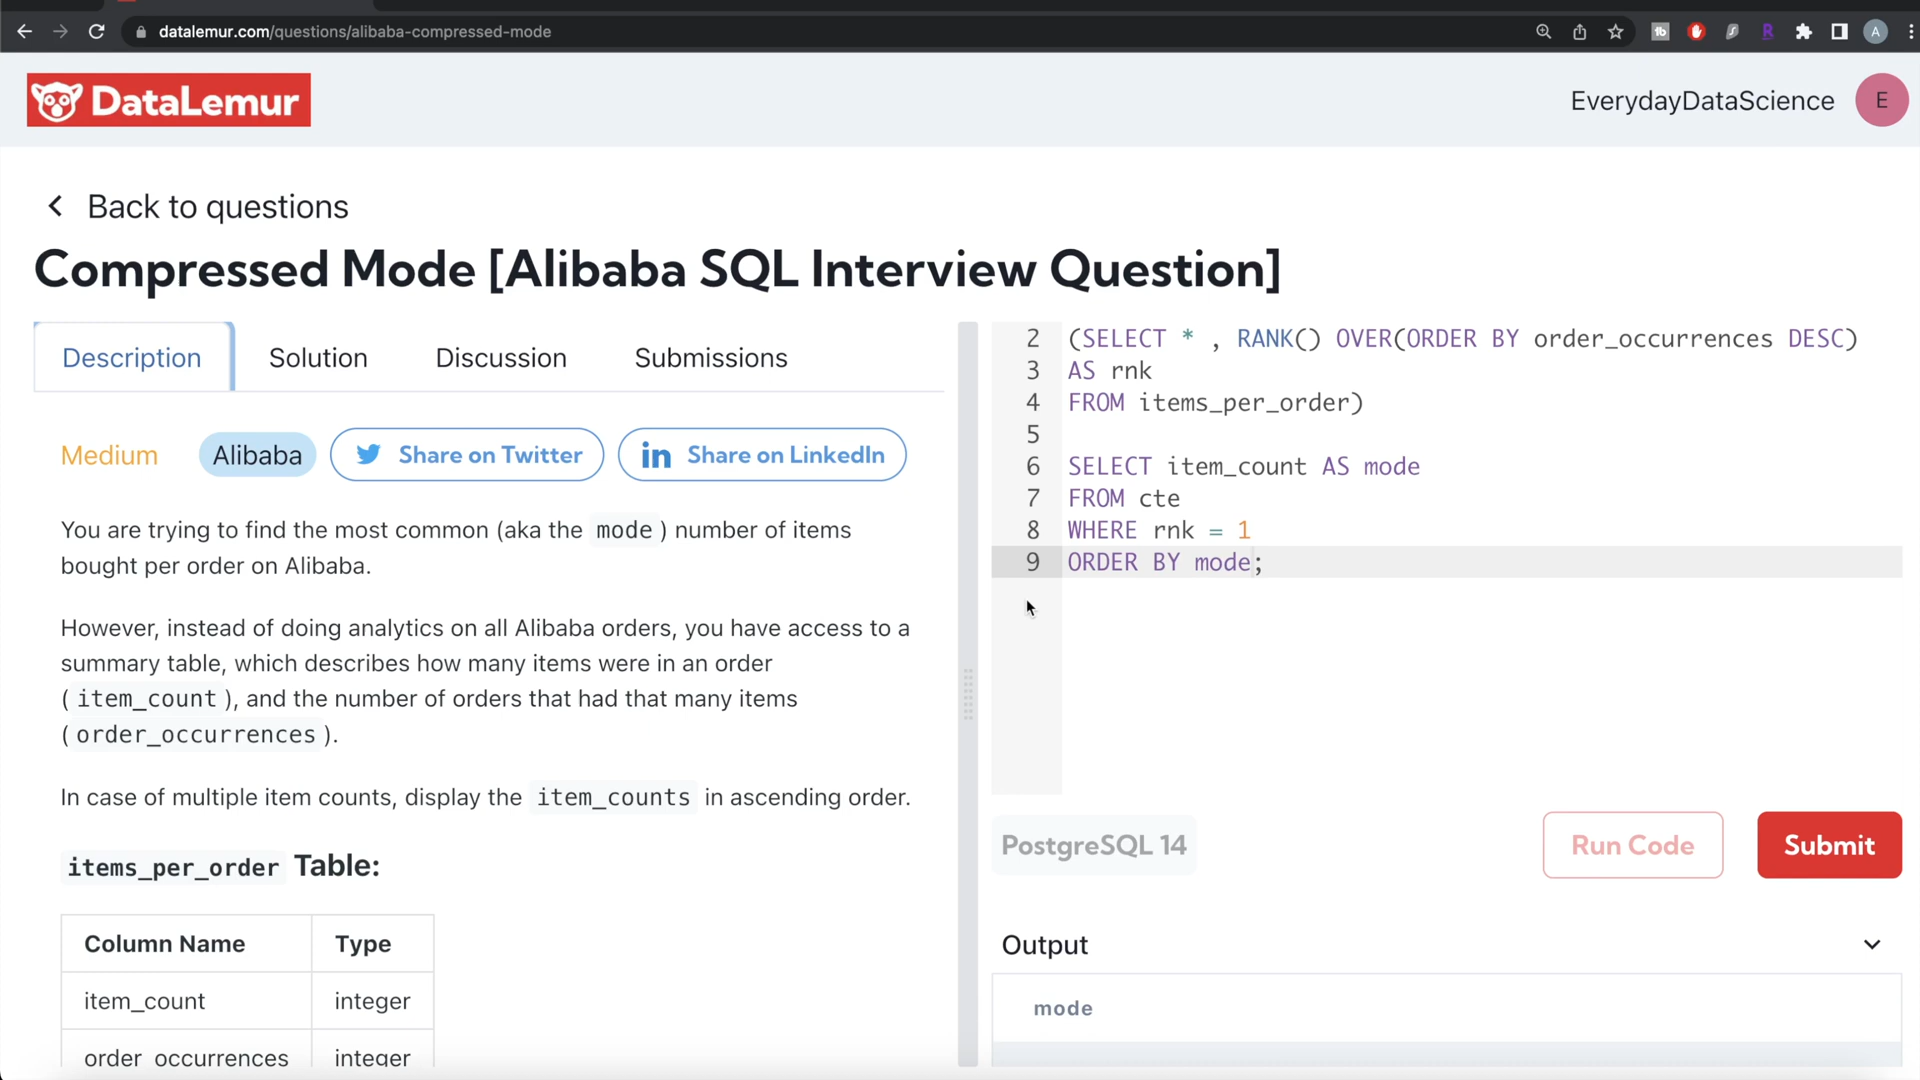 datalemur.com/questions/alibaba-compressed-mode
A
DataLemur
EverydayDataScience
E
Back to questions
Compressed Mode [Alibaba SQL Interview Question]
Description
Solution
Discussion
Submissions
Medium
Alibaba
Share on Twitter
in Share on LinkedIn
You are trying to find the most common (aka the mode ) number of items
bought per order on Alibaba.
However, instead of doing analytics on all Alibaba orders, you have access to a
summary table, which describes how many items were in an order
( item_count ), and the number of orders that had that many items
( order_occurrences ).
In case of multiple item counts, display the item_counts in ascending order.
items_per_order Table:
Column Name Type
item_count integer
order_occurrences integer
2 (SELECT * , RANK() OVER(ORDER BY order_occurrences DESC)
3 AS rnk
4 FROM items_per_order)
5
6 SELECT item_count AS mode
7 FROM cte
8 WHERE rnk = 1
9 ORDER BY mode;
PostgreSQL 14
Run Code
Submit
Output
mode